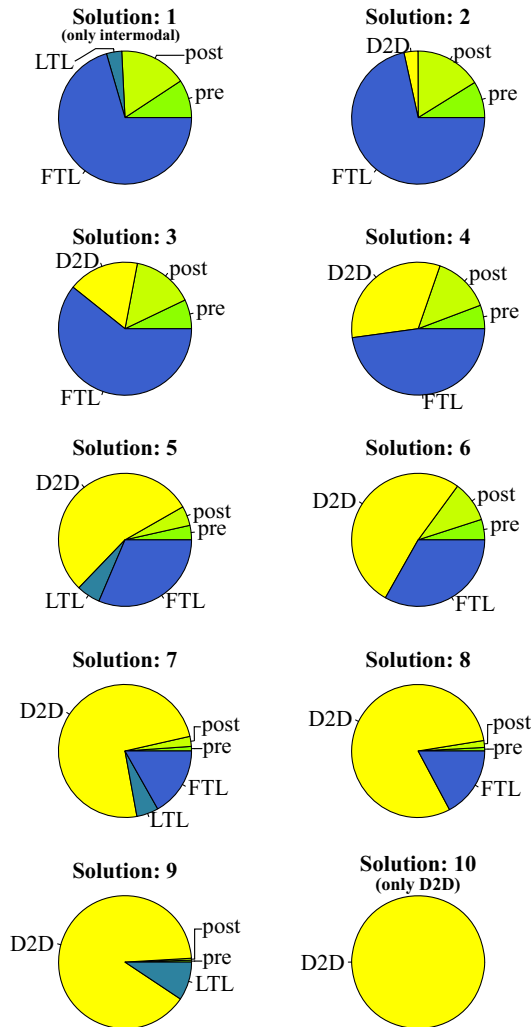 Solution: 1
(only intermodal)
LTL
post
pre
FTL
Solution: 2
D2D
post
pre
FTL
Solution: 3
D2D
post
pre
FTL
Solution: 4
D2D
post
pre
FTL
Solution: 5
D2D
post
pre
LTL
FTL
Solution: 6
D2D
post
pre
FTL
Solution: 7
D2D
post
pre
FTL
LTL
Solution: 8
D2D
post
pre
FTL
Solution: 9
D2D
post
pre
LTL
Solution: 10
(only D2D)
D2D